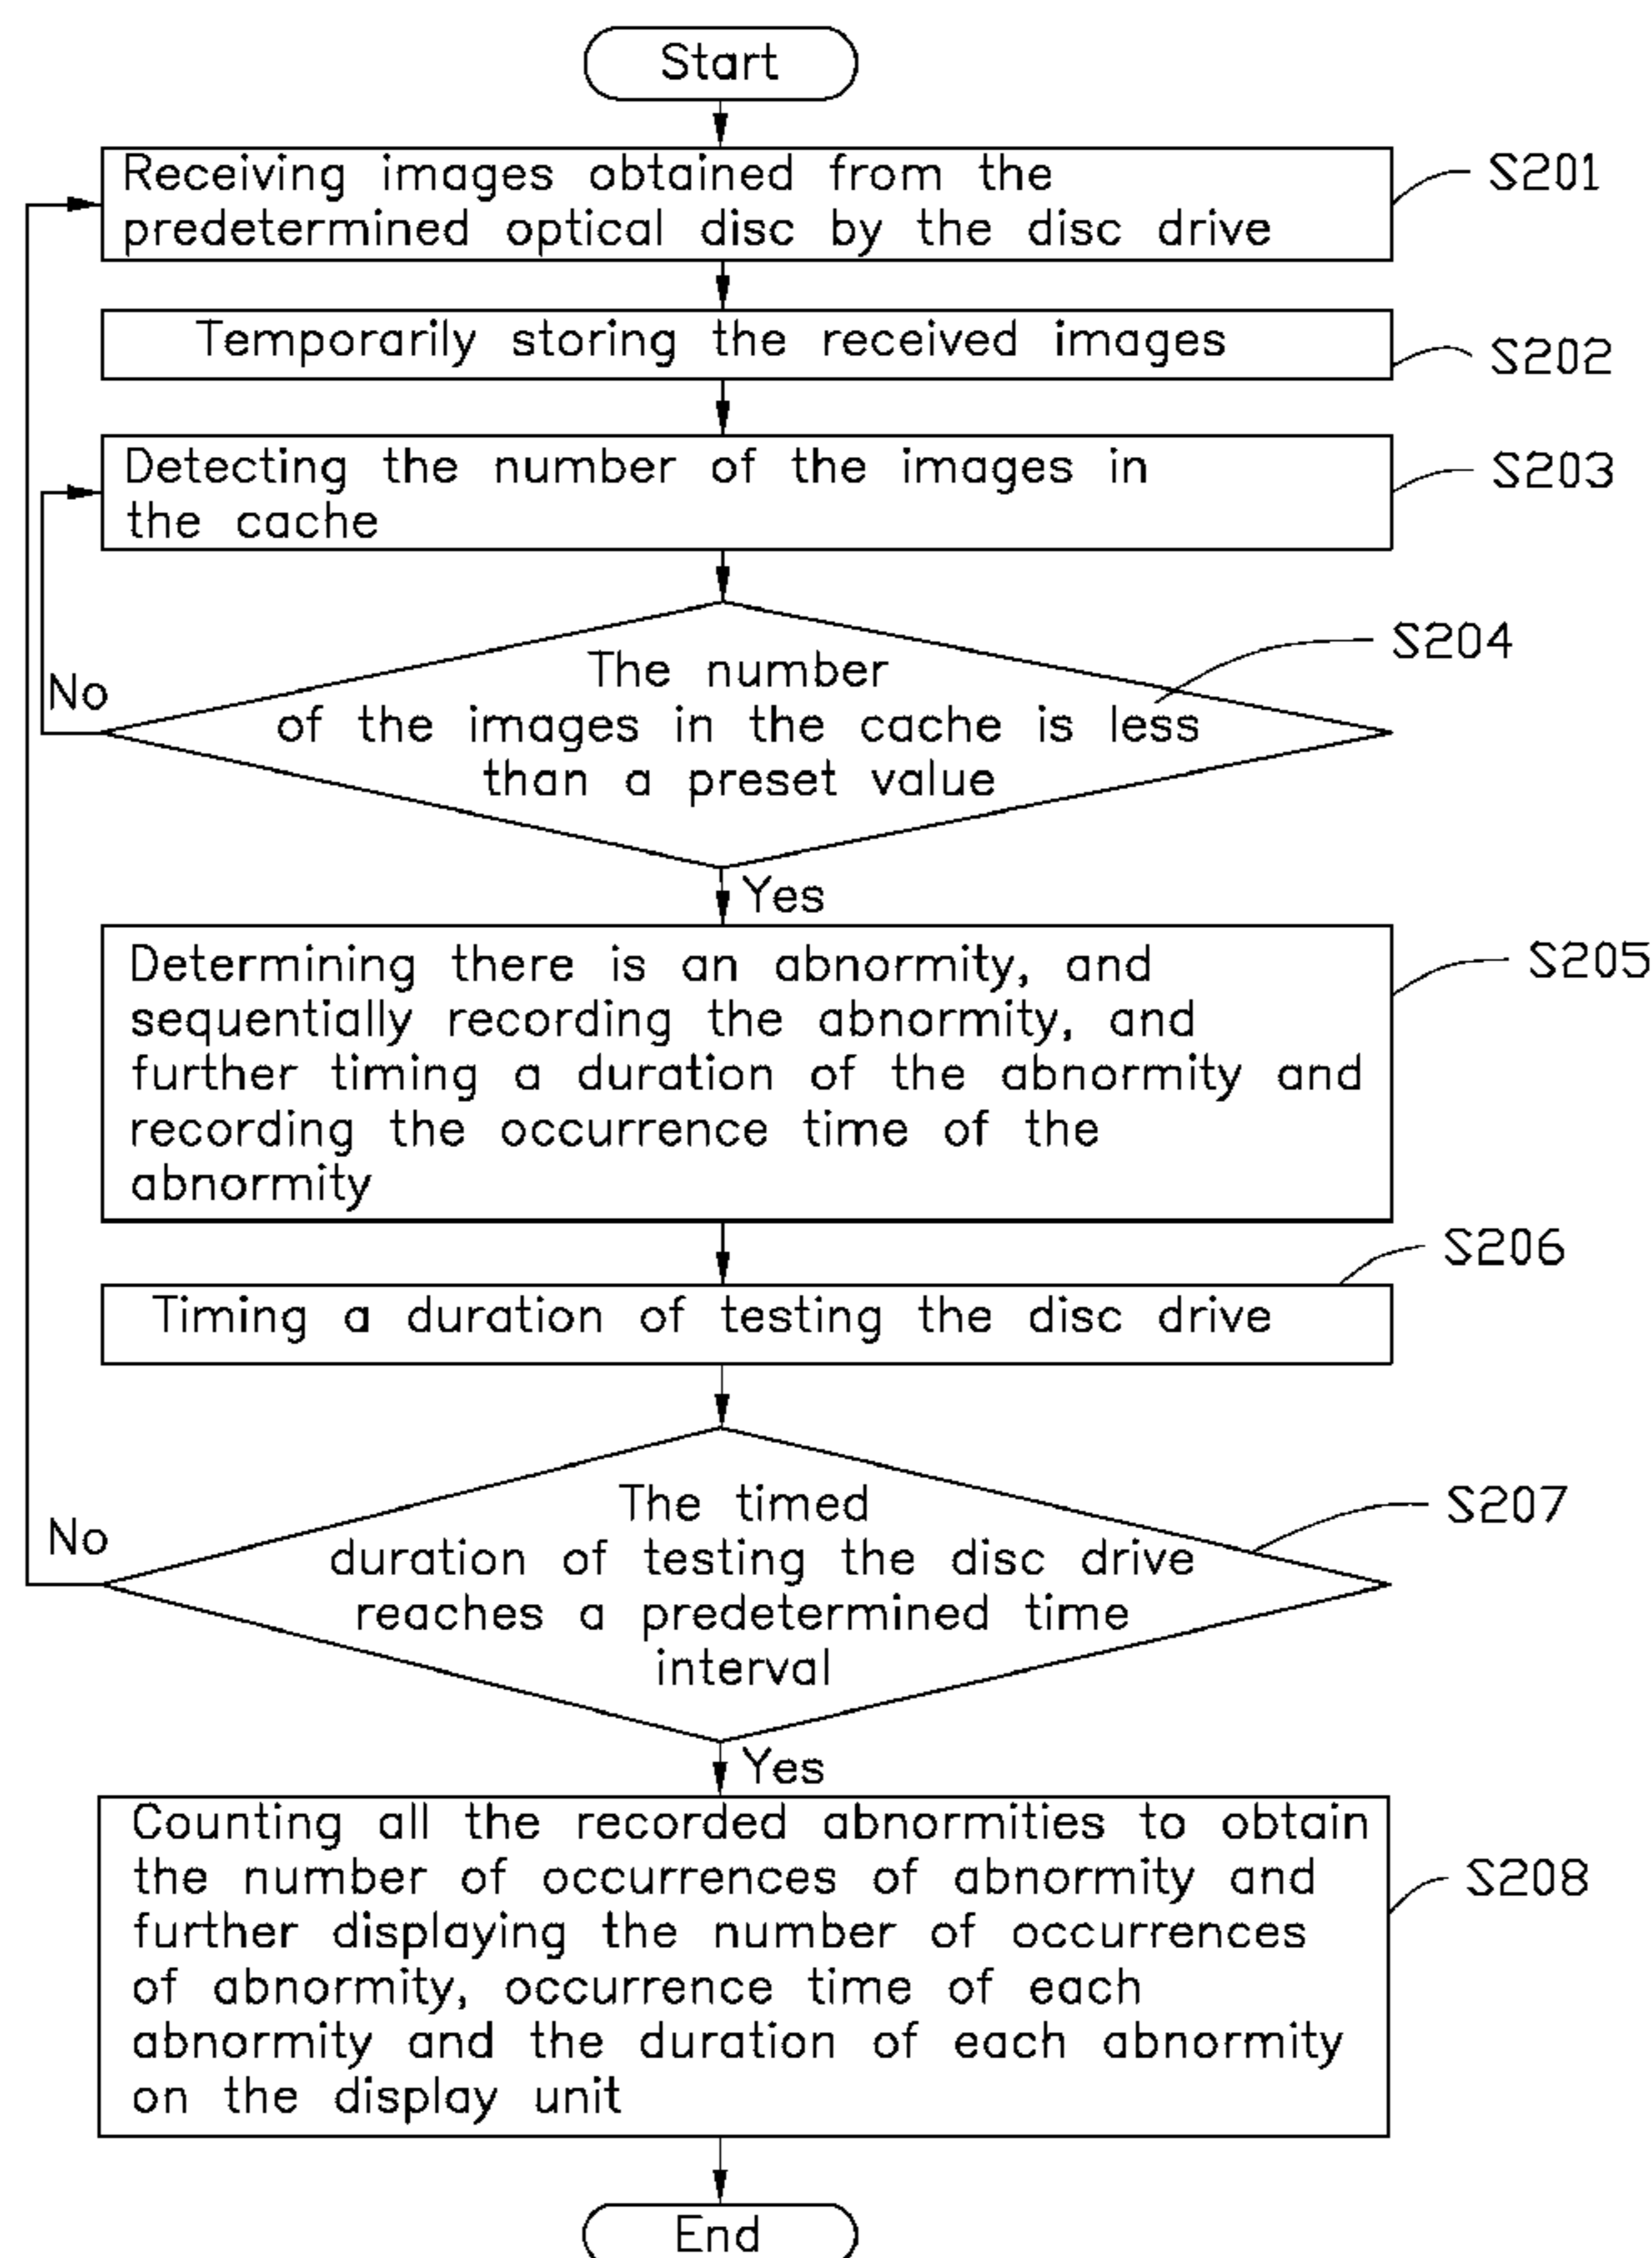 Start
Receiving images obtained from the
predetermined optical disc by the disc drive
S201
Temporarily storing the received images
S202
Detecting the number of the images in
the cache
S203
The number
of the images in the cache is less
than a preset value
S204
No
Yes
Determining there is an abnormity, and
sequentially recording the abnormity, and
further timing a duration of the abnormity and
recording the occurrence time of the
abnormity
S205
Timing a duration of testing the disc drive
S206
The timed
duration of testing the disc drive
reaches a predetermined time
interval
S207
No
Yes
Counting all the recorded abnormities to obtain
the number of occurrences of abnormity and
further displaying the number of occurrences
of abnormity, occurrence time of each
abnormity and the duration of each abnormity
on the display unit
S208
End